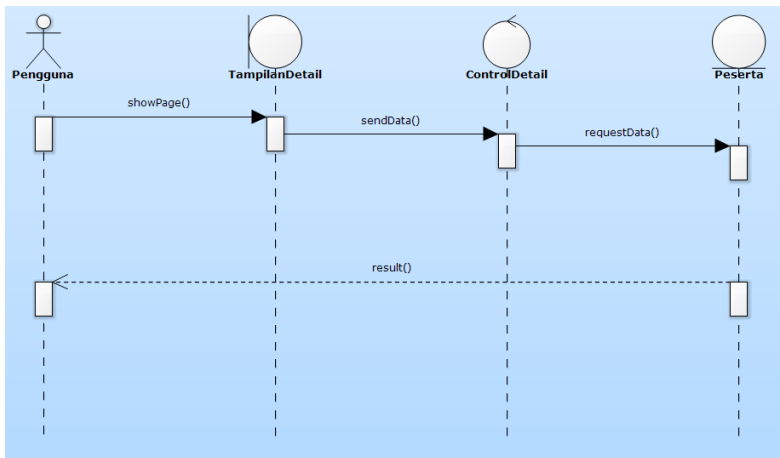 Pengguna
TampilanDetail
ControlDetail
Peserta
showPage()
sendData()
requestData()
result()